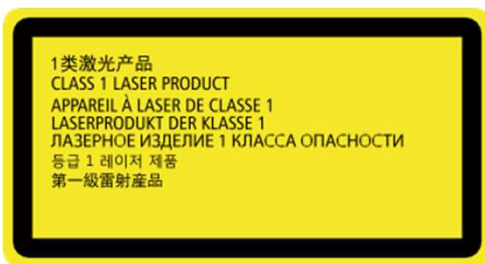 1类激光产品
CLASS 1 LASER PRODUCT
APPAREIL À LASER DE CLASSE 1
LASERPRODUKT DER KLASSE 1
ЛАЗЕРНОЕ ИЗДЕЛИЕ 1 КЛАССА ОПАСНОСТИ
등급 1 레이저 제품
第一級雷射産品